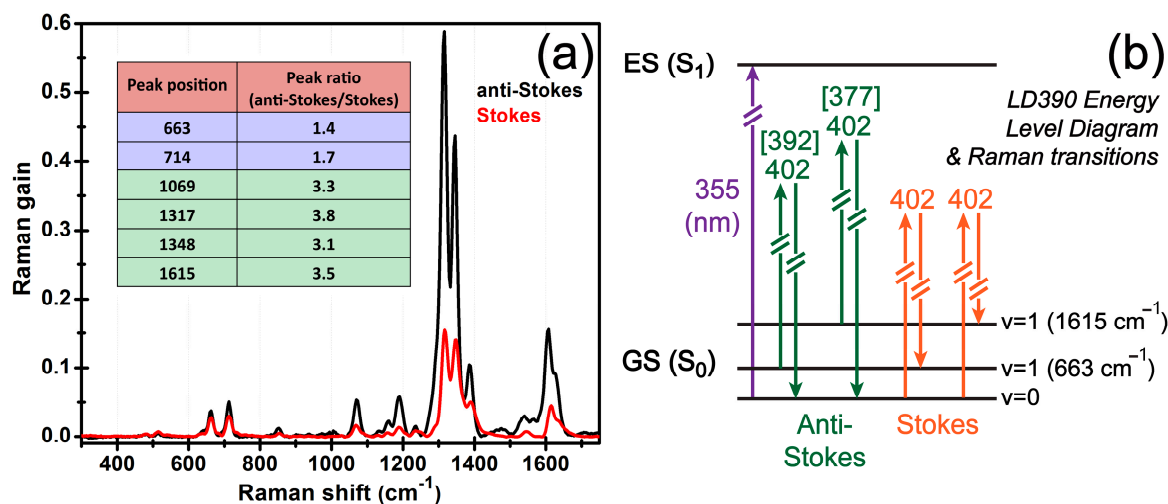 (a)
0.6
0.5
0.4
0.3
0.2
0.1
0.0
Raman gain
Peak position Peak ratio (anti-Stokes/Stokes)
663 1.4
714 1.7
1069 3.3
1317 3.8
1348 3.1
1615 3.5
anti-Stokes
Stokes
400 600 800 1000 1200 1400 1600
Raman shift (cm⁻¹)
(b)
ES (S₁)
LD390 Energy
Level Diagram
& Raman transitions
[377]
402
[392]
402
355
(nm)
402 402
v=1 (1615 cm⁻¹)
GS (S₀)
v=1 (663 cm⁻¹)
v=0
Anti-
Stokes
Stokes